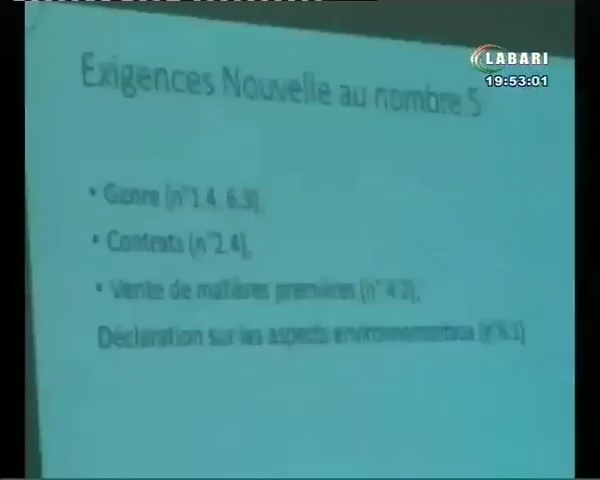 LABARI
19:53:01
Exigences Nouvelle au nombre 5
• Genre (n°1.4, 6.3),
• Contrats (n°2.4),
• Vente de matières premières (n° 4.2),
Déclaration sur les aspects environnementaux (n°6.1)